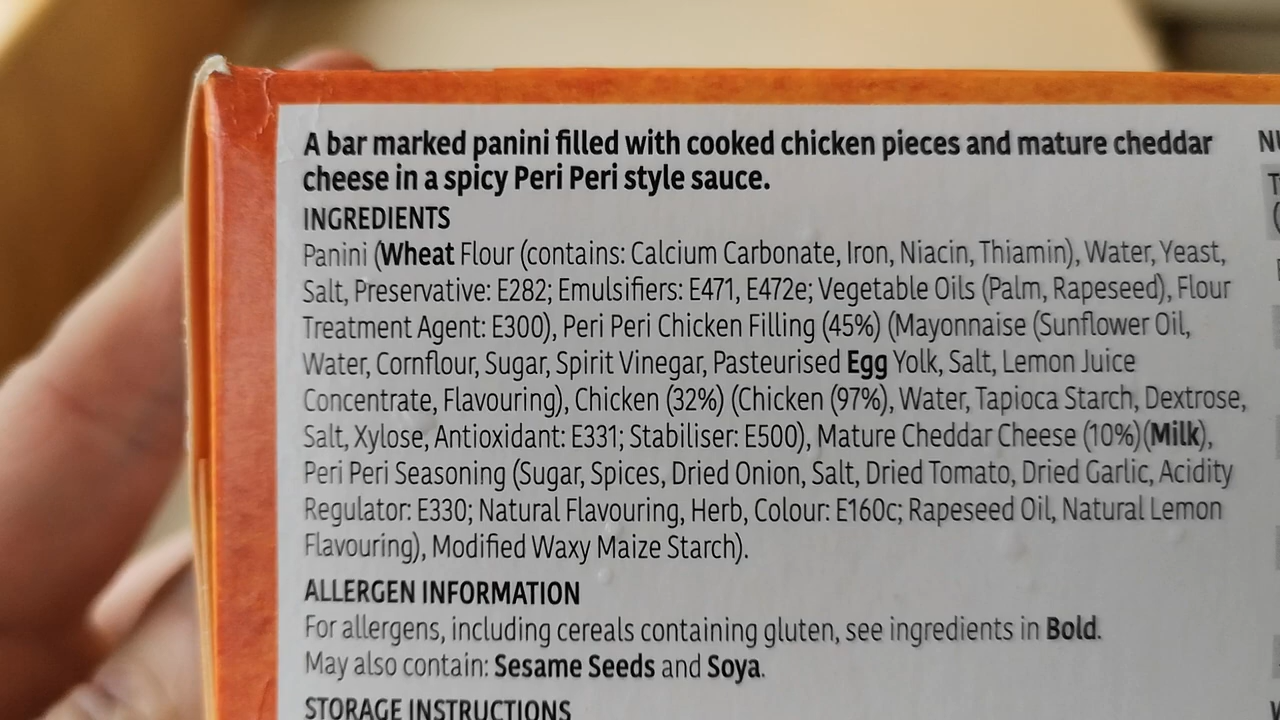 A bar marked panini filled with cooked chicken pieces and mature cheddar
cheese in a spicy Peri Peri style sauce.
INGREDIENTS
Panini (Wheat Flour (contains: Calcium Carbonate, Iron, Niacin, Thiamin), Water, Yeast,
Salt, Preservative: E282; Emulsifiers: E471, E472e; Vegetable Oils (Palm, Rapeseed), Flour
Treatment Agent: E300), Peri Peri Chicken Filling (45%) (Mayonnaise (Sunflower Oil,
Water, Cornflour, Sugar, Spirit Vinegar, Pasteurised Egg Yolk, Salt, Lemon Juice
Concentrate, Flavouring), Chicken (32%) (Chicken (97%), Water, Tapioca Starch, Dextrose,
Salt, Xylose, Antioxidant: E331; Stabiliser: E500), Mature Cheddar Cheese (10%)(Milk),
Peri Peri Seasoning (Sugar, Spices, Dried Onion, Salt, Dried Tomato, Dried Garlic, Acidity
Regulator: E330; Natural Flavouring, Herb, Colour: E160c; Rapeseed Oil, Natural Lemon
Flavouring), Modified Waxy Maize Starch).
ALLERGEN INFORMATION
For allergens, including cereals containing gluten, see ingredients in Bold.
May also contain: Sesame Seeds and Soya.
STORAGE INSTRUCTIONS